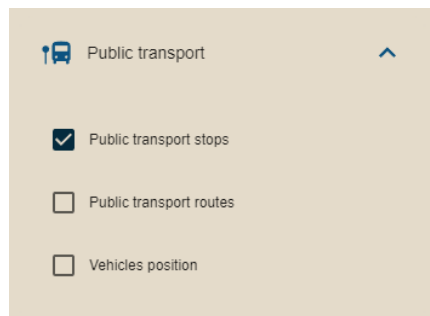 Public transport
Public transport stops
Public transport routes
Vehicles position